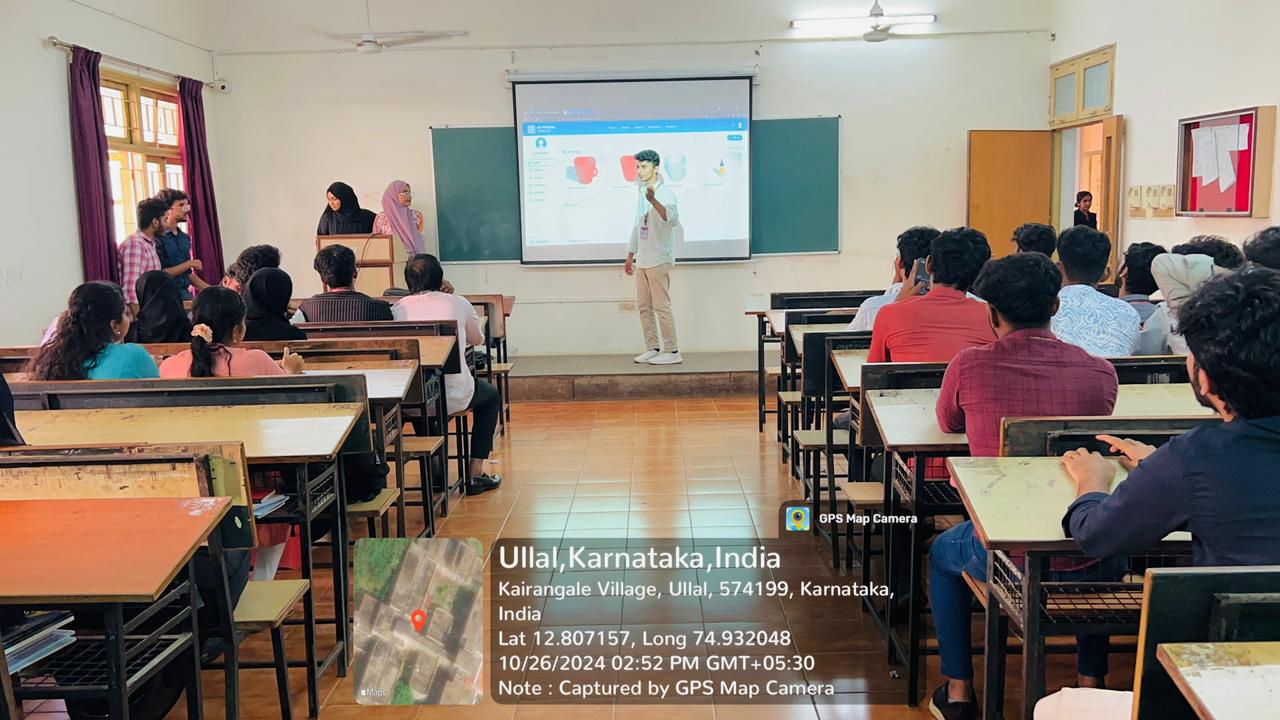 GPS Map Camera
Ullal,Karnataka,India
Kairangale Village, Ullal, 574199, Karnataka,
India
Lat 12.807157, Long 74.932048
10/26/2024 02:52 PM GMT+05:30
Note : Captured by GPS Map Camera
Maps